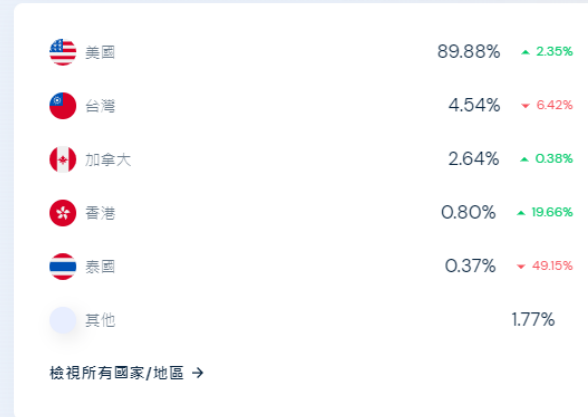 美國 89.88% 2.35%
台灣 4.54% 6.42%
加拿大 2.64% 0.38%
香港 0.80% 19.66%
泰國 0.37% 49.15%
其他 1.77%
檢視所有國家/地區 →